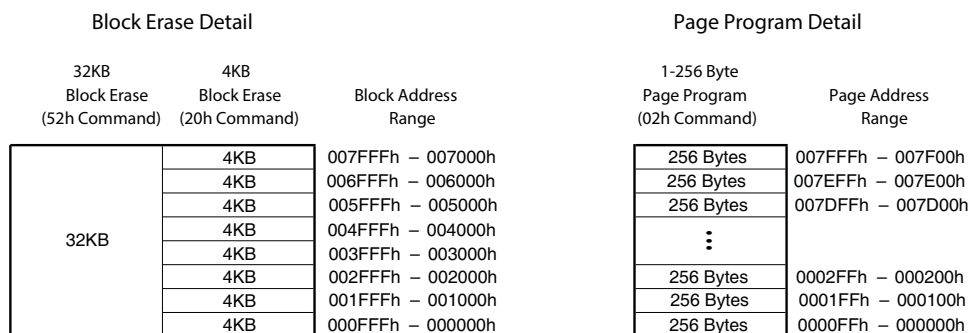 Block Erase Detail
Page Program Detail
32KB
Block Erase
(52h Command)
4KB
Block Erase
(20h Command)
Block Address
Range
1-256 Byte
Page Program
(02h Command)
Page Address
Range
32KB
4KB 007FFFh – 007000h
4KB 006FFFh – 006000h
4KB 005FFFh – 005000h
4KB 004FFFh – 004000h
4KB 003FFFh – 003000h
4KB 002FFFh – 002000h
4KB 001FFFh – 001000h
4KB 000FFFh – 000000h
256 Bytes 007FFFh – 007F00h
256 Bytes 007EFFh – 007E00h
256 Bytes 007DFFh – 007D00h
256 Bytes 0002FFh – 000200h
256 Bytes 0001FFh – 000100h
256 Bytes 0000FFh – 000000h